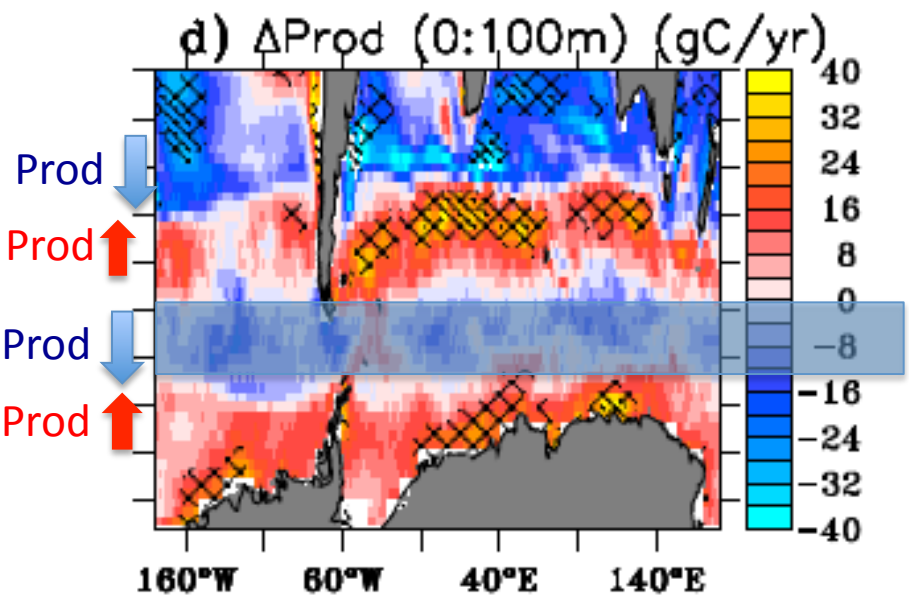 d) ΔProd (0:100m) (gC/yr)
Prod
Prod
Prod
Prod
40
32
24
16
8
0
-8
-16
-24
-32
-40
160°W 60°W 40°E 140°E